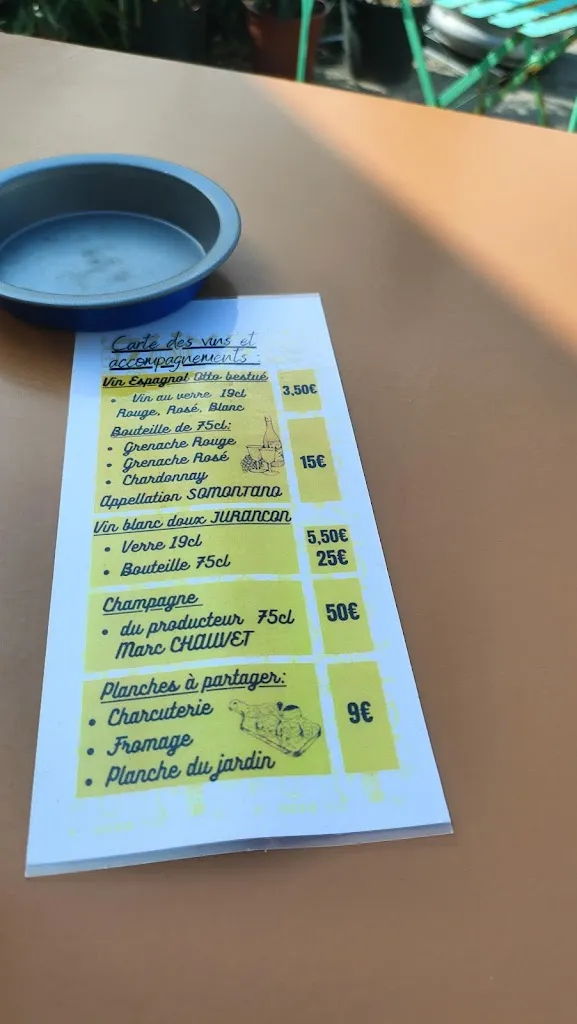 Carte des vins et
accompagnements :
Vin Espagnol Otto bestué
• Vin au verre 19cl
Rouge, Rosé, Blanc
3,50€
Bouteille de 75cl:
• Grenache Rouge
• Grenache Rosé
• Chardonnay
Appellation SOMONTANO
15€
Vin blanc doux JURANCON
• Verre 19cl
5,50€
• Bouteille 75cl
25€
Champagne
• du producteur 75cl
Marc CHAUVET
50€
Planches à partager:
• Charcuterie
• Fromage
• Planche du jardin
9€